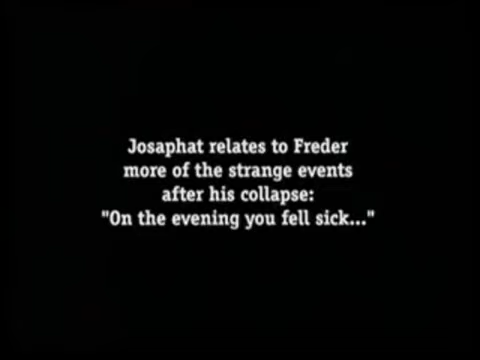 Josaphat relates to Freder
more of the strange events
after his collapse:
"On the evening you fell sick..."